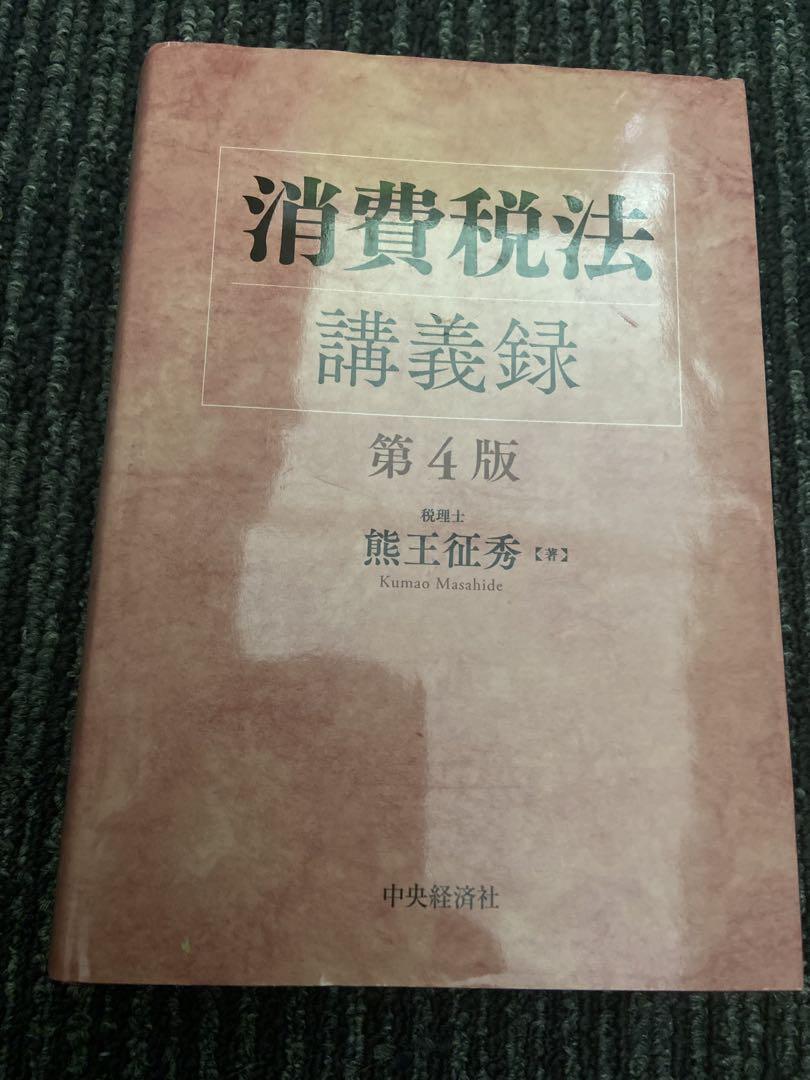 消費税法
講義録
第4版
税理士
熊王征秀【著】
Kumao Masahide
中央経済社